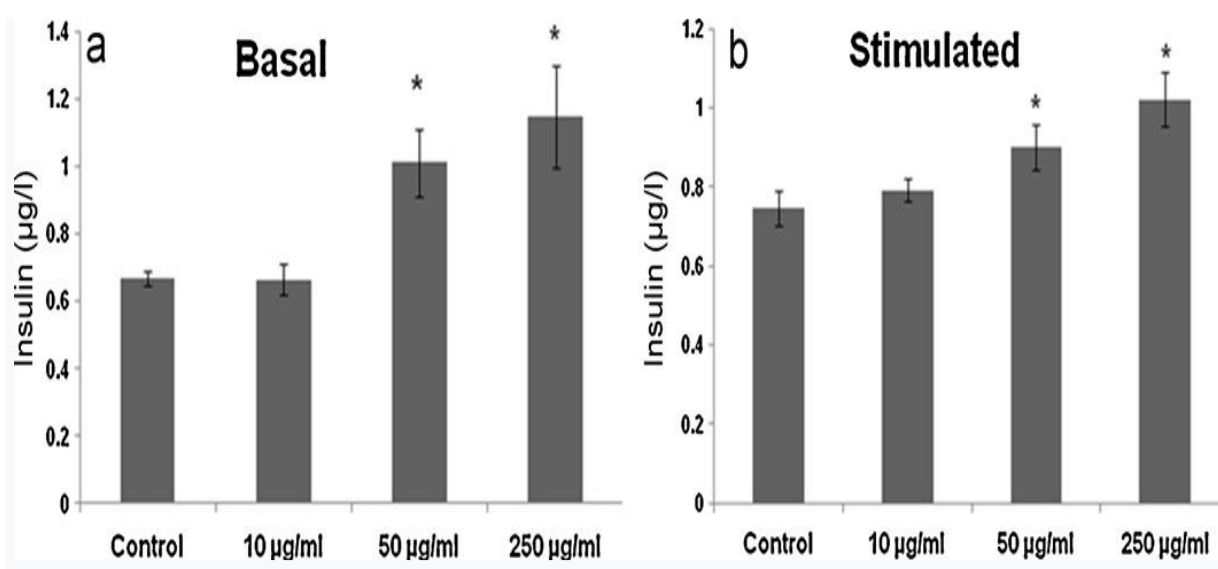 a
Basal
Insulin (µg/l)
1.4
1.2
1
0.8
0.6
0.4
0.2
0
*
*
Control
10 µg/ml
50 µg/ml
250 µg/ml
b
Stimulated
Insulin (µg/l)
1.2
1
0.8
0.6
0.4
0.2
0
*
*
Control
10 µg/ml
50 µg/ml
250 µg/ml